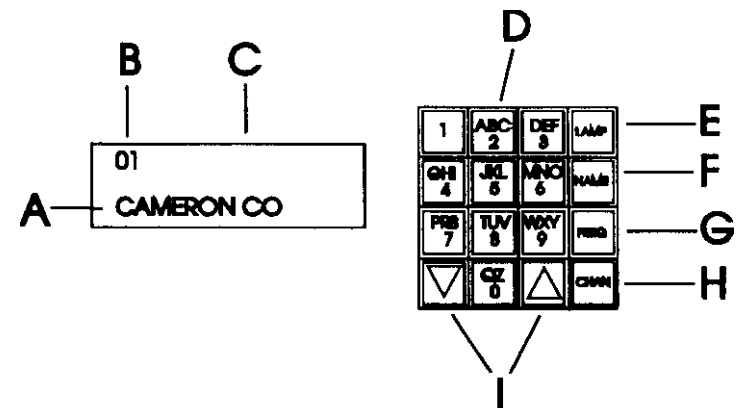 B C D
01
A CAMERON CO
1 ABC 2 DEF 3 LAMP E
GHI 4 JKL 5 MNO 6 NAME F
PRS 7 TUV 8 WXY 9 FREQ G
QZ 0 CHAN H
I